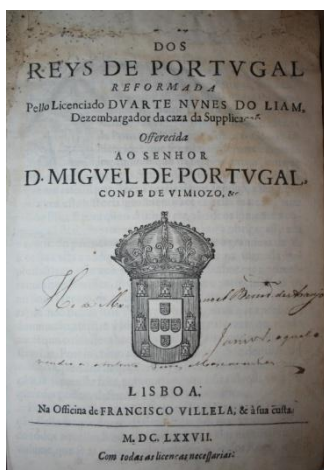 DOS
REYS DE PORTVGAL
REFORMADA
Pello Licenciado DVARTE NVNES DO LIAM,
Dezembargador da caza da
Offerecida
AO SENHOR
D. MIGVEL DE PORTVGAL,
CONDE DE VIMIOZO, &
LISBOA,
Na Officina de FRANCISCO VILLELA, & à sua custa.
M. DC. LXXVII.
Com todas as licenças necessarias.